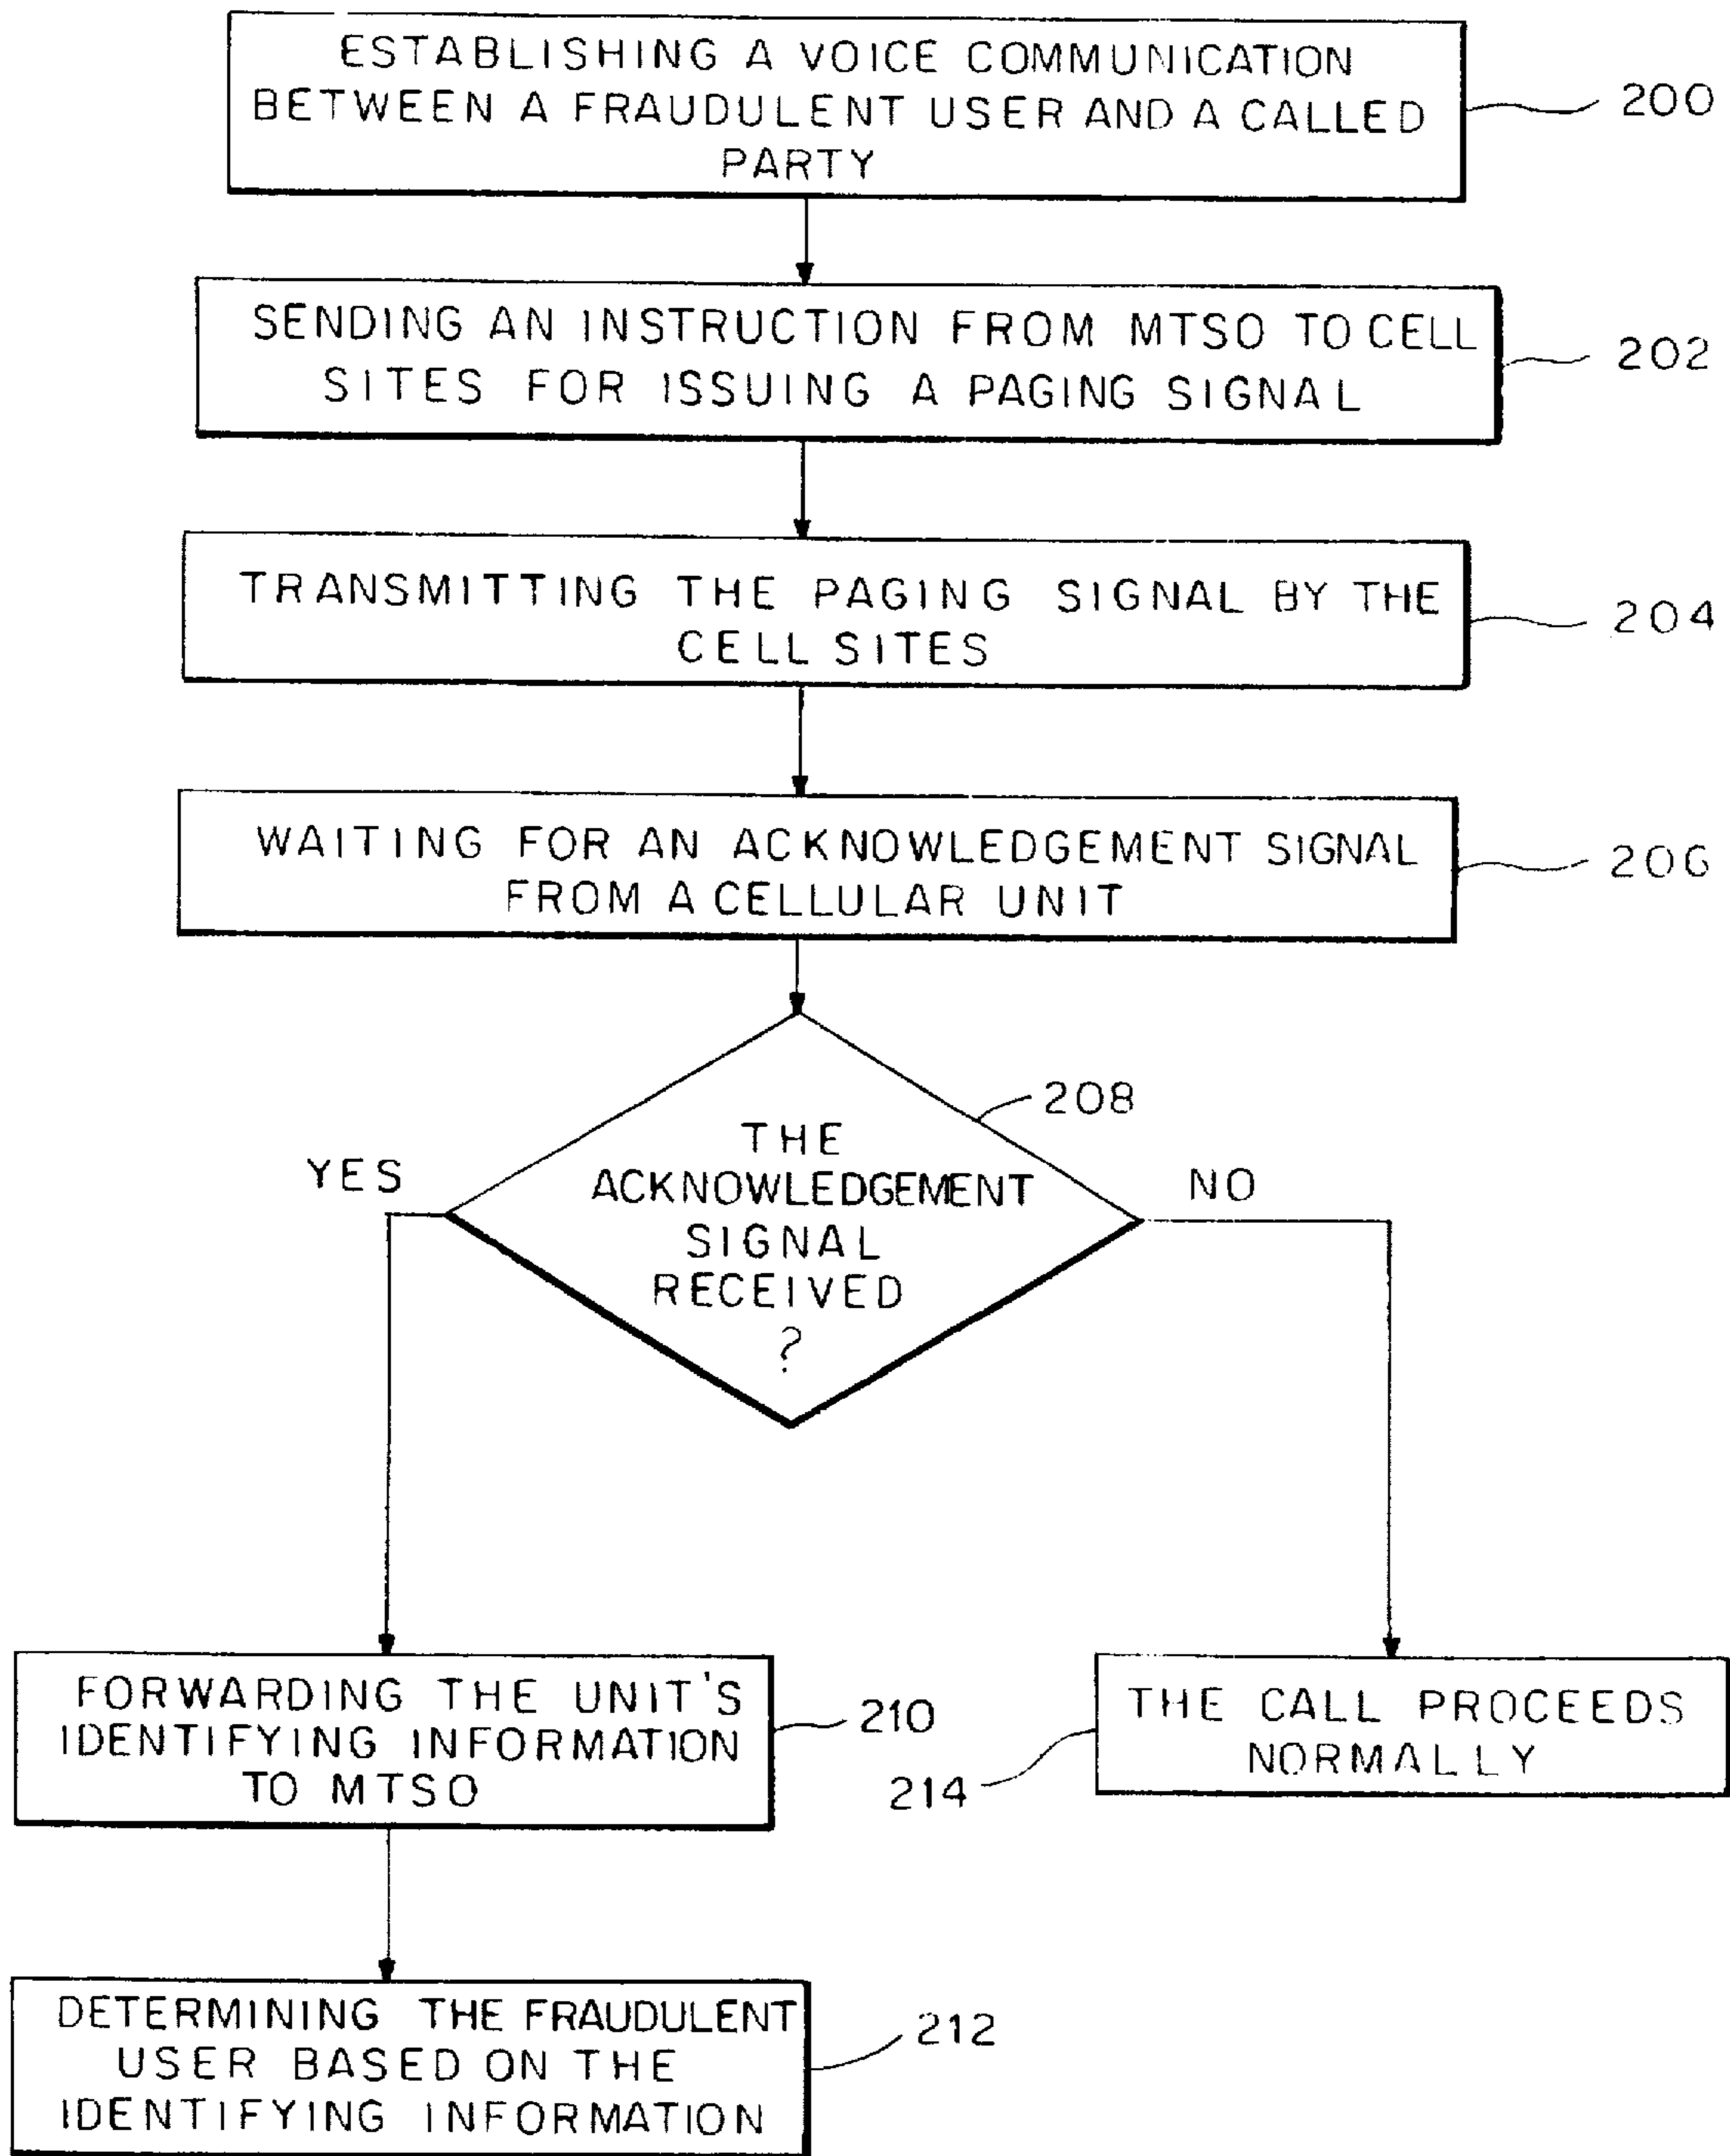 ESTABLISHING A VOICE COMMUNICATION
BETWEEN A FRAUDULENT USER AND A CALLED
PARTY
200
SENDING AN INSTRUCTION FROM MTSO TO CELL
SITES FOR ISSUING A PAGING SIGNAL
202
TRANSMITTING THE PAGING SIGNAL BY THE
CELL SITES
204
WAITING FOR AN ACKNOWLEDGEMENT SIGNAL
FROM A CELLULAR UNIT
206
208
THE
ACKNOWLEDGEMENT
SIGNAL
RECEIVED
?
YES
NO
FORWARDING THE UNIT'S
IDENTIFYING INFORMATION
TO MTSO
210
THE CALL PROCEEDS
NORMALLY
214
DETERMINING THE FRAUDULENT
USER BASED ON THE
IDENTIFYING INFORMATION
212